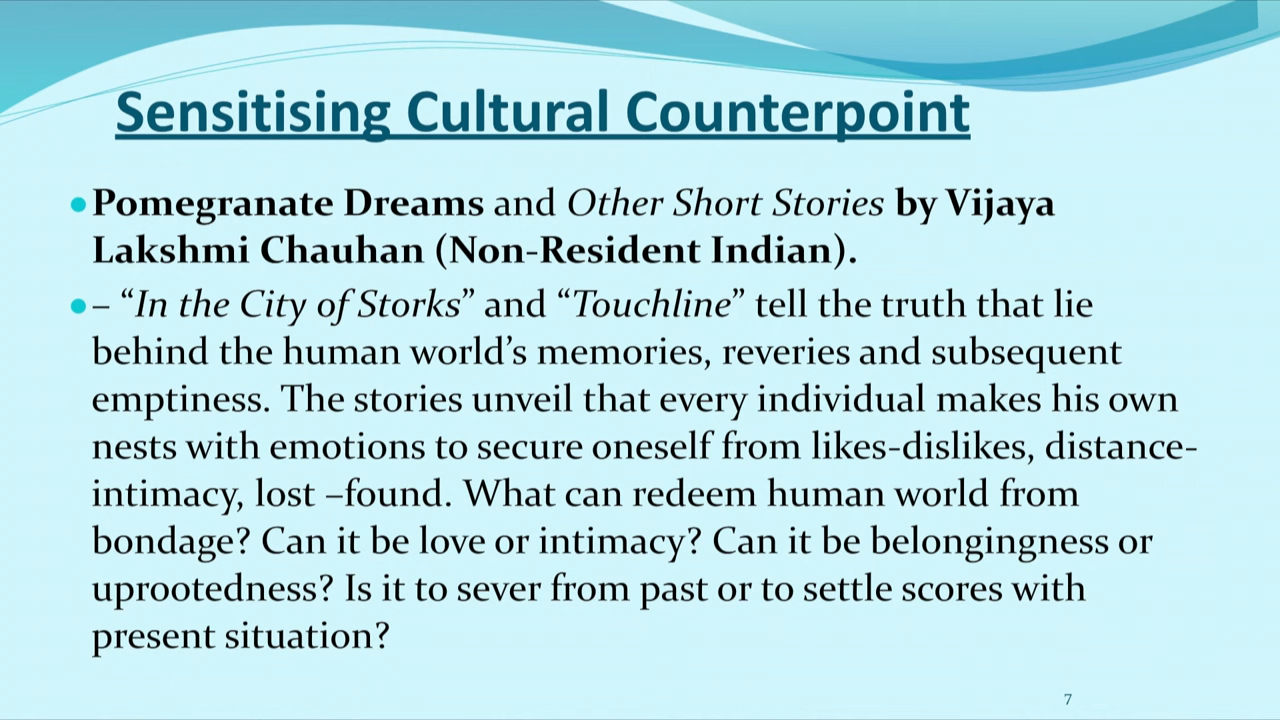 Sensitising Cultural Counterpoint
•Pomegranate Dreams and Other Short Stories by Vijaya
Lakshmi Chauhan (Non-Resident Indian).
•– “In the City of Storks” and “Touchline” tell the truth that lie
behind the human world’s memories, reveries and subsequent
emptiness. The stories unveil that every individual makes his own
nests with emotions to secure oneself from likes-dislikes, distance-
intimacy, lost –found. What can redeem human world from
bondage? Can it be love or intimacy? Can it be belongingness or
uprootedness? Is it to sever from past or to settle scores with
present situation?
7